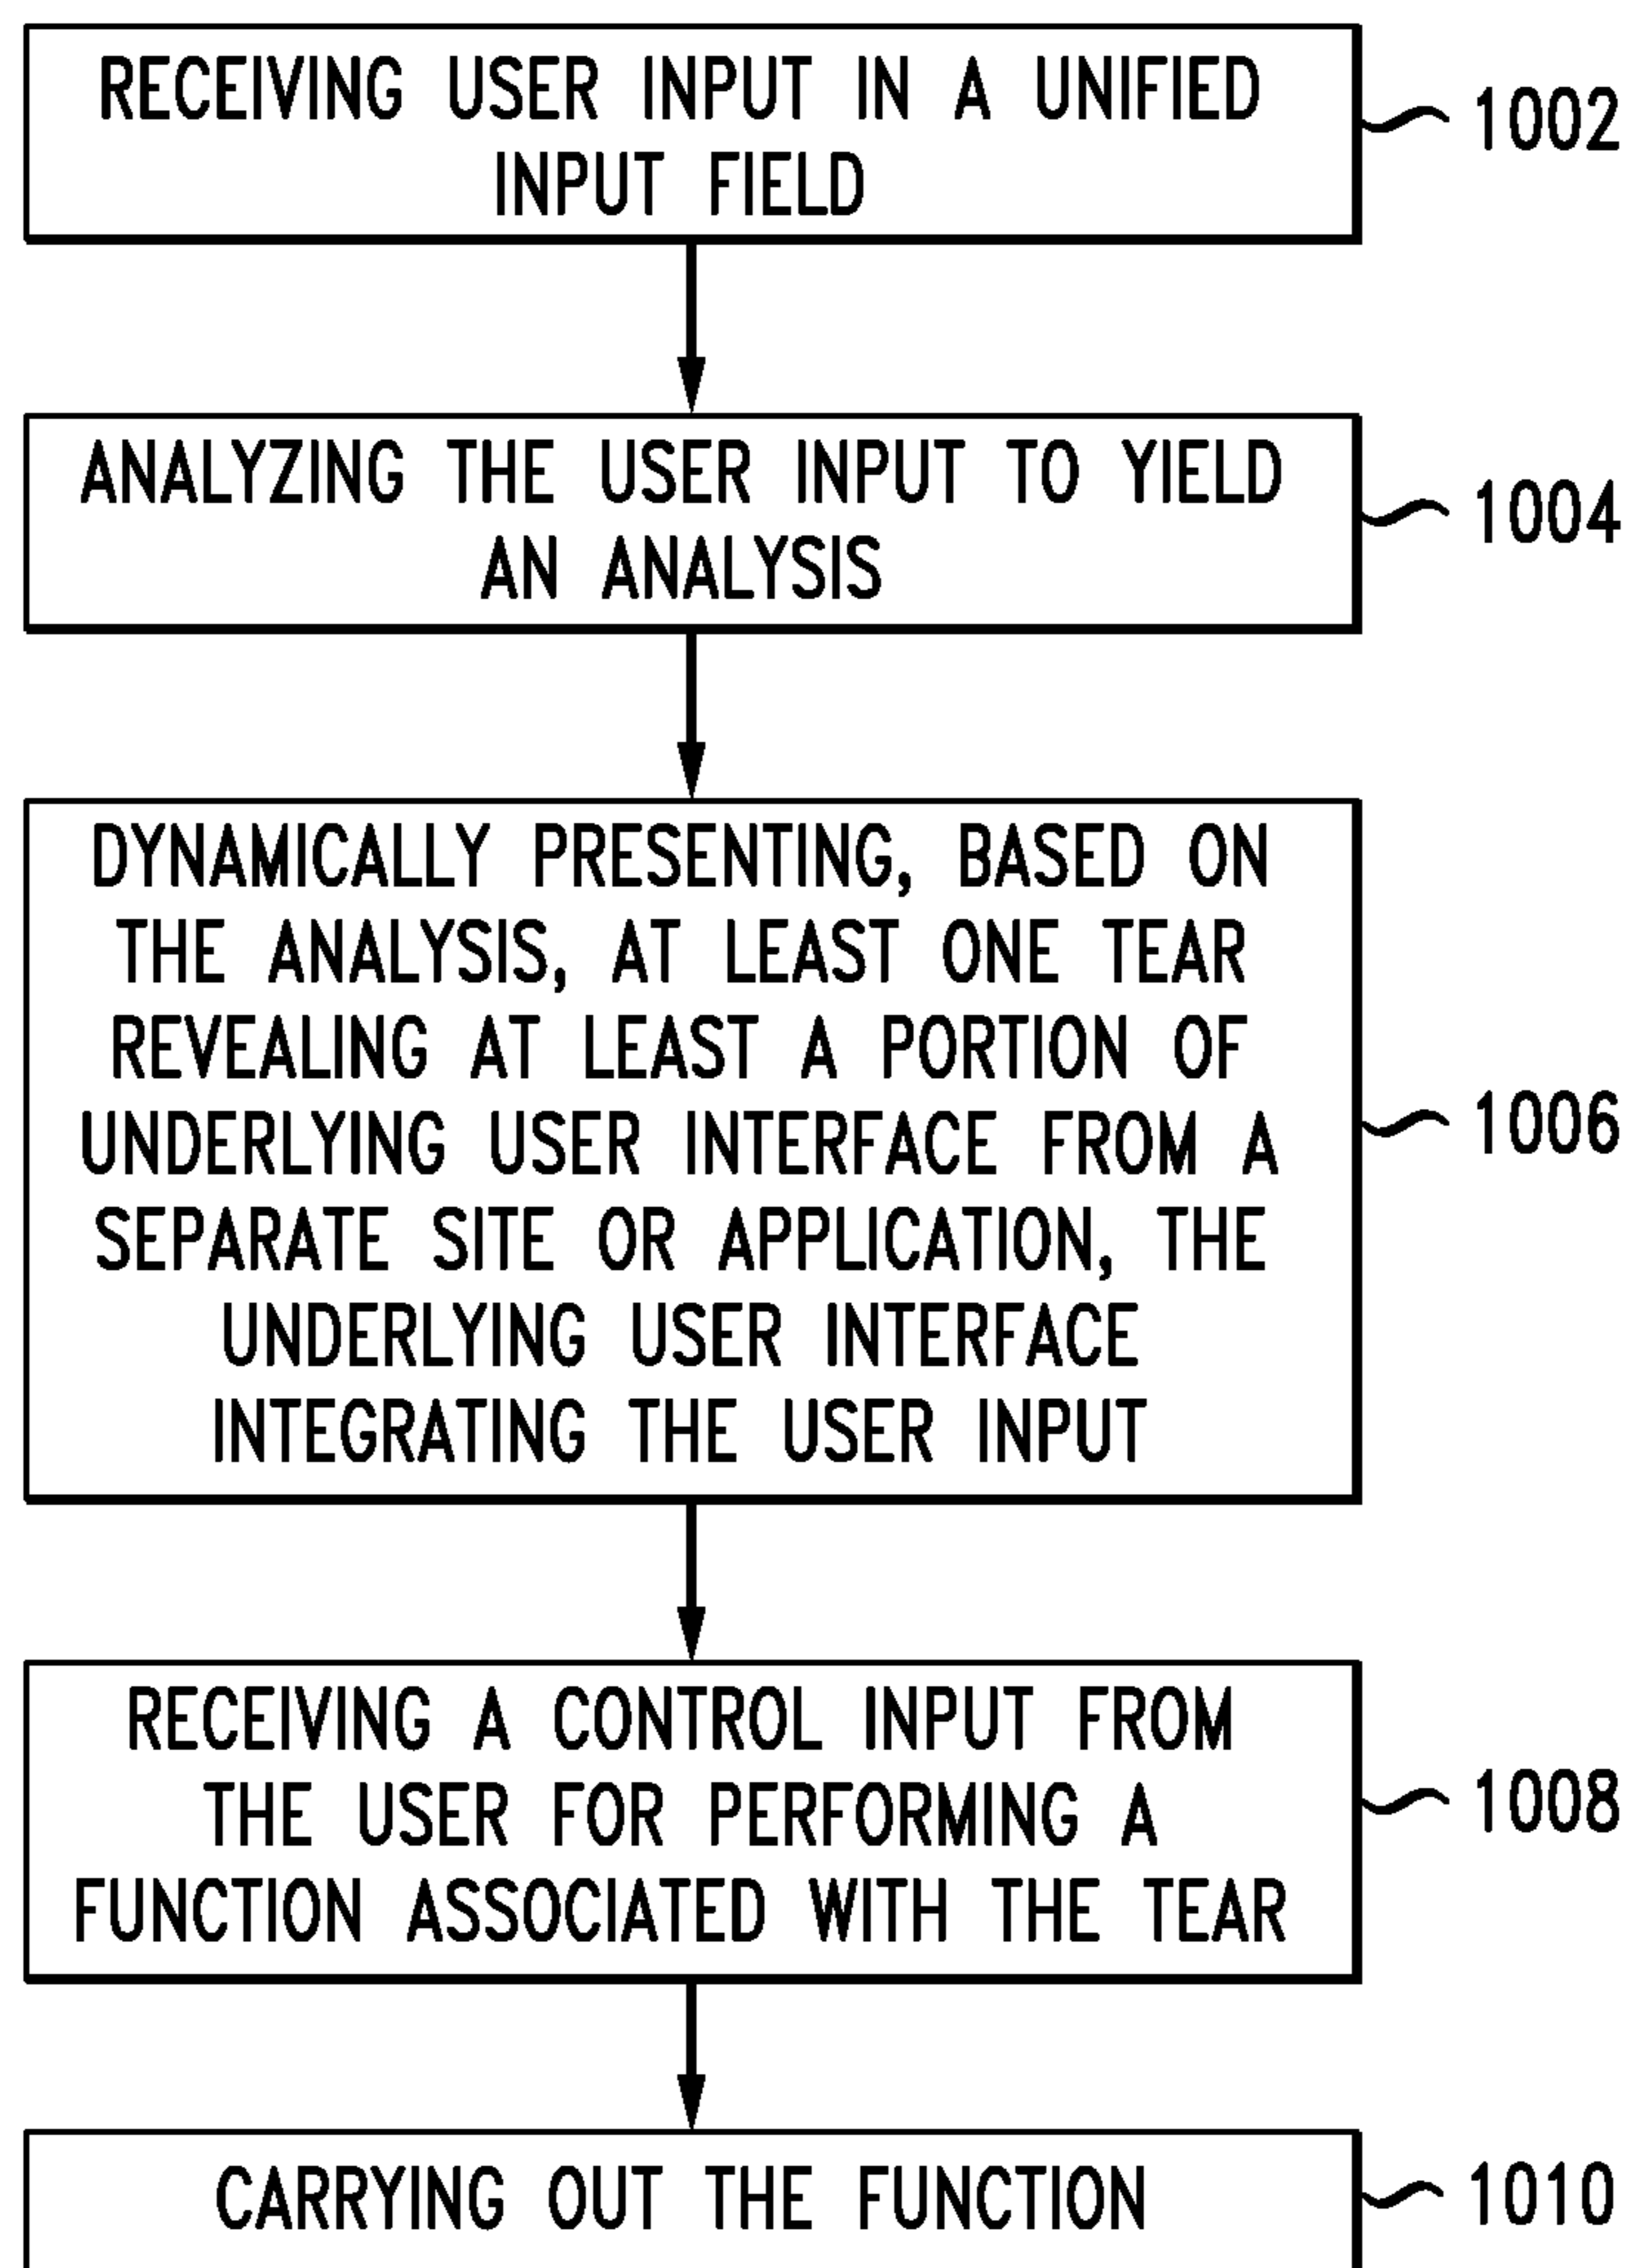 RECEIVING USER INPUT IN A UNIFIED
INPUT FIELD
1002
ANALYZING THE USER INPUT TO YIELD
AN ANALYSIS
1004
DYNAMICALLY PRESENTING, BASED ON
THE ANALYSIS, AT LEAST ONE TEAR
REVEALING AT LEAST A PORTION OF
UNDERLYING USER INTERFACE FROM A
SEPARATE SITE OR APPLICATION, THE
UNDERLYING USER INTERFACE
INTEGRATING THE USER INPUT
1006
RECEIVING A CONTROL INPUT FROM
THE USER FOR PERFORMING A
FUNCTION ASSOCIATED WITH THE TEAR
1008
CARRYING OUT THE FUNCTION
1010